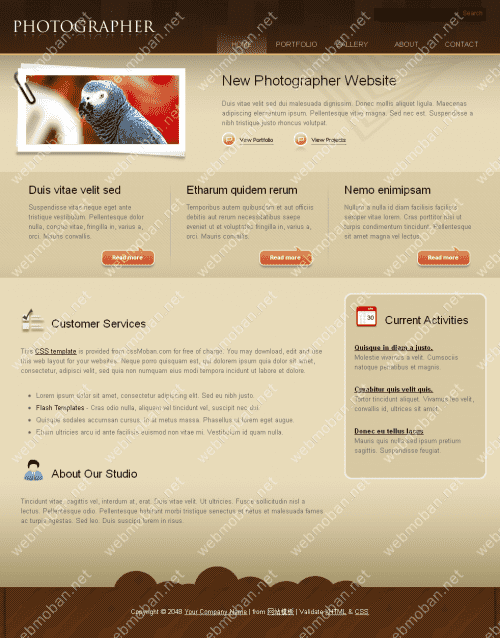 PHOTOGRAPHER
Search
HOME PORTFOLIO GALLERY ABOUT CONTACT
New Photographer Website
Duis vitae velit sed dui malesuada dignissim. Donec mollis aliquet ligula. Maecenas
adipiscing elementum ipsum. Pellentesque vitae magna. Sed nec est. Suspendisse a
nibh tristique justo rhoncus volutpat.
View Portfolio View Projects
Duis vitae velit sed
Suspendisse vitae neque eget ante
tristique vestibulum. Pellentesque dolor
nulla, congue vitae, fringilla in, varius a,
orci. Mauris convallis.
Read more
Etharum quidem rerum
Temporibus autem quibusdam et aut officiis
debitis aut rerum necessitatibus saepe
eveniet ut et voluptates fringilla in, varius a,
orci. Mauris convallis.
Read more
Nemo enimipsam
Nullam a nulla id diam facilisis facilisis
semper vitae lorem. Cras porttitor nisl ut
turpis condimentum tincidunt. Pellentesque
sit amet magna vel lectus.
Read more
Customer Services
This CSS template is provided from cssMoban.com for free of charge. You may download, edit and use
this web layout for your websites. Neque porro quisquam est, qui dolorem ipsum quia dolor sit amet,
consectetur, adipisci velit, sed quia non numquam eius modi tempora incidunt ut labore et dolore.
Lorem ipsum dolor sit amet, consectetur adipiscing elit. Sed eu nibh justo.
Flash Templates - Cras odio nulla, aliquam vel tincidunt vel, suscipit nec dui.
Quisque sodales accumsan cursus. In at metus massa. Phasellus id lorem eget augue.
Etiam ultricies arcu id ante facilisis euismod non vitae mi. Vestibulum id quam nulla.
About Our Studio
Tincidunt vitae, sagittis vel, interdum at, erat. Duis vitae velit. Ut ultricies. Fusce sollicitudin nisl a
lectus. Pellentesque odio. Pellentesque habitant morbi tristique senectus et netus et malesuada fames
ac turpis egestas. Sed leo. Duis suscipit lorem in risus.
30
Current Activities
Quisque in diam a justo.
Molestie vivamus a velit. Cumsociis
natoque penatibus et magnis.
Curabitur quis velit quis.
Tortor tincidunt aliquet. Vivamus leo velit,
convallis id, ultrices sit amet.
Donec eu tellus lacus
Mauris quis nulla sed ipsum pretium
sagittis. Suspendisse feugiat.
Copyright © 2048 Your Company Name | from 网站模板 | Validate XHTML & CSS
webmoban.net